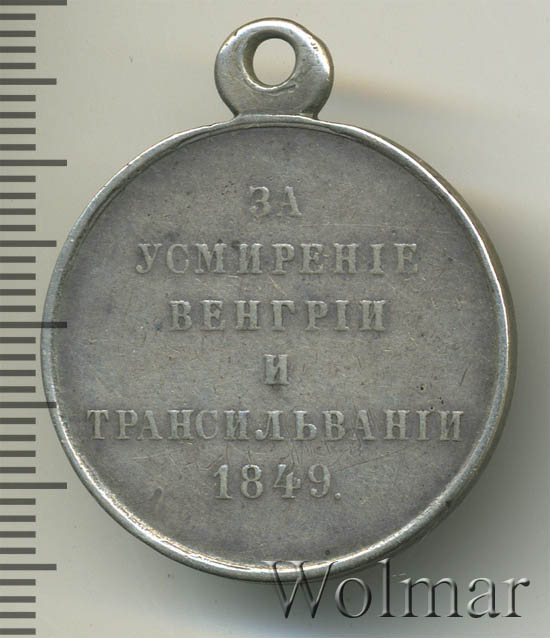 ЗА
УСМИРЕНІЕ
ВЕНГРІИ
И
ТРАНСИЛЬВАНІИ
1849.
Wolmar